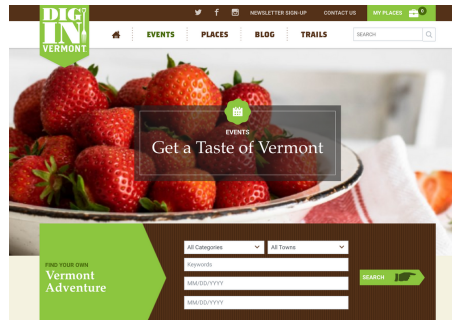 DIG
IN
VERMONT
NEWSLETTER SIGN-UP
CONTACT US
MY PLACES
0
EVENTS
PLACES
BLOG
TRAILS
SEARCH
EVENTS
Get a Taste of Vermont
FIND YOUR OWN
Vermont
Adventure
All Categories
All Towns
Keywords
MM/DD/YYYY
MM/DD/YYYY
SEARCH